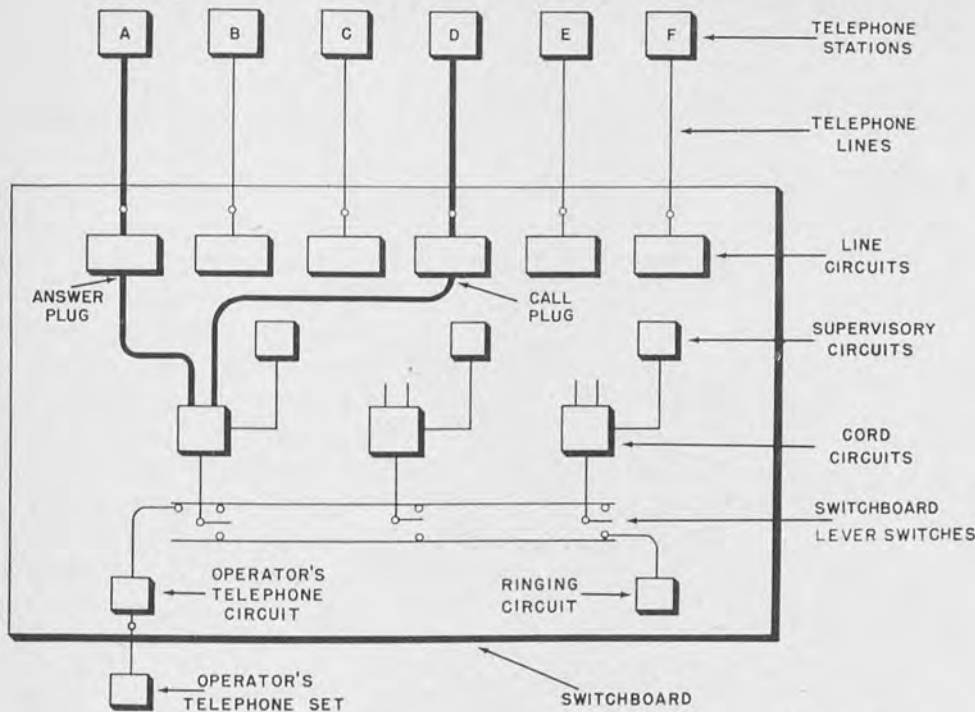 A B C D E F
TELEPHONE
STATIONS
TELEPHONE
LINES
LINE
CIRCUITS
ANSWER
PLUG
CALL
PLUG
SUPERVISORY
CIRCUITS
CORD
CIRCUITS
SWITCHBOARD
LEVER SWITCHES
OPERATOR'S
TELEPHONE
CIRCUIT
RINGING
CIRCUIT
OPERATOR'S
TELEPHONE SET
SWITCHBOARD